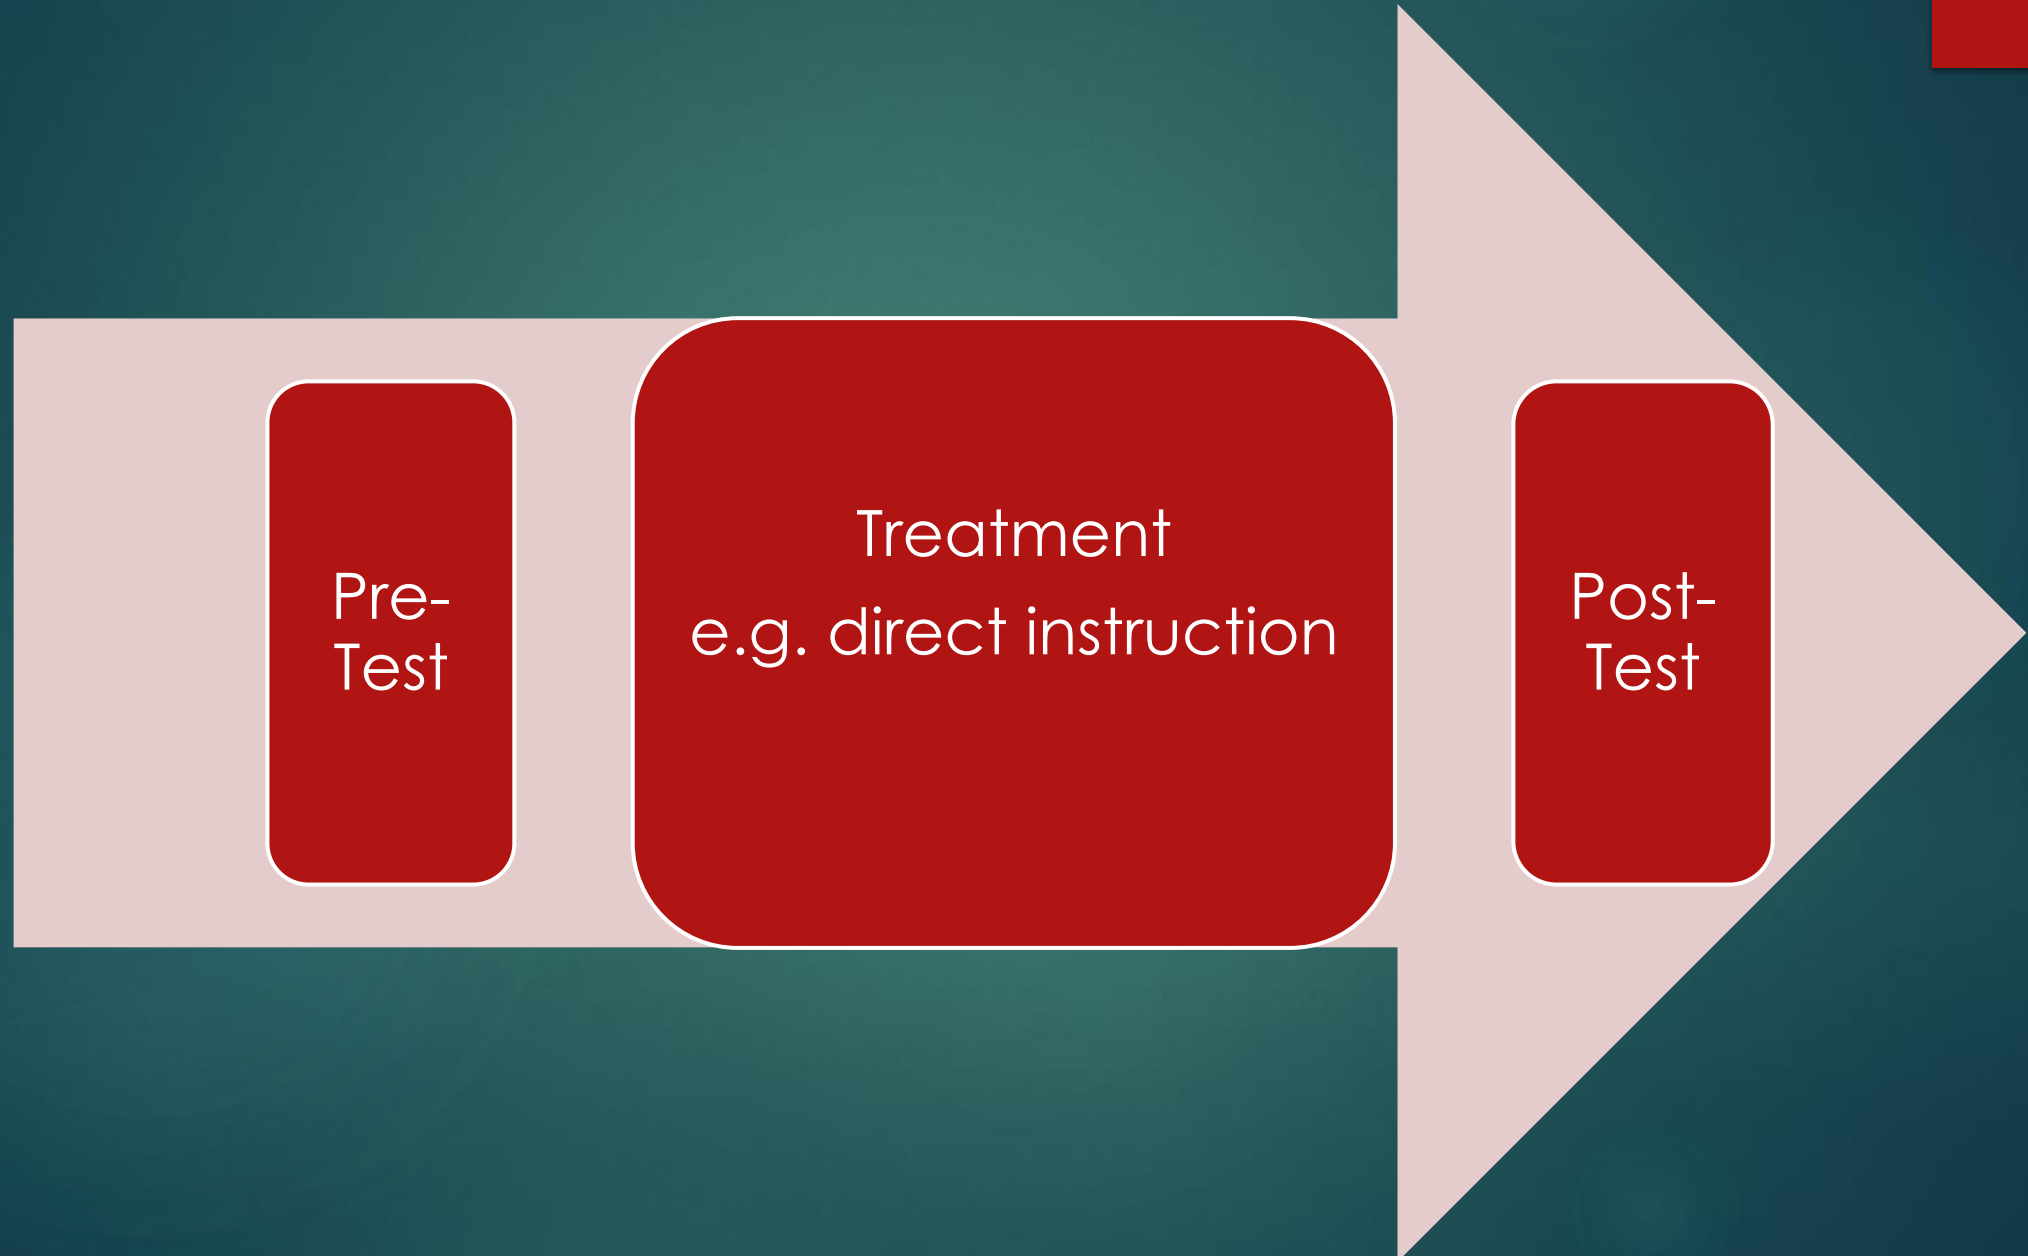 Pre-
Test
Treatment
e.g. direct instruction
Post-
Test